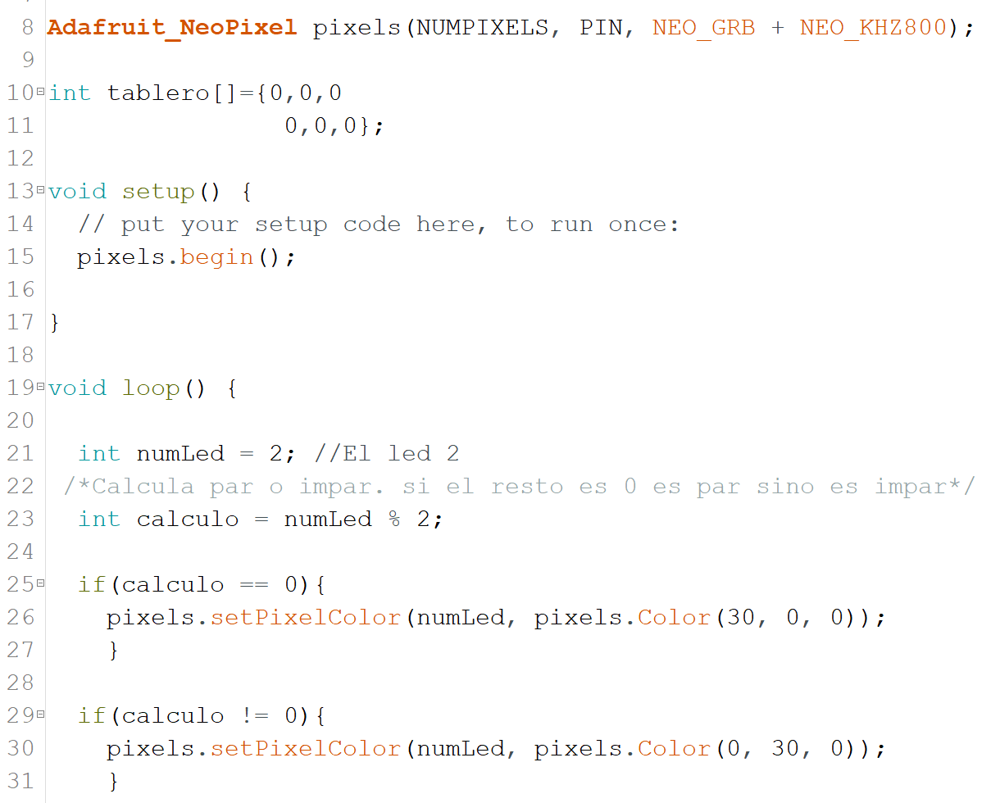 8 Adafruit_NeoPixel pixels(NUMPIXELS, PIN, NEO_GRB + NEO_KHZ800);
9
10 int tablero[]={0,0,0
11 0,0,0};
12
13 void setup() {
14 // put your setup code here, to run once:
15 pixels.begin();
16
17 }
18
19 void loop() {
20
21 int numLed = 2; //El led 2
22 /*Calcula par o impar. si el resto es 0 es par sino es impar*/
23 int calculo = numLed % 2;
24
25 if(calculo == 0){
26 pixels.setPixelColor(numLed, pixels.Color(30, 0, 0));
27 }
28
29 if(calculo != 0){
30 pixels.setPixelColor(numLed, pixels.Color(0, 30, 0));
31 }